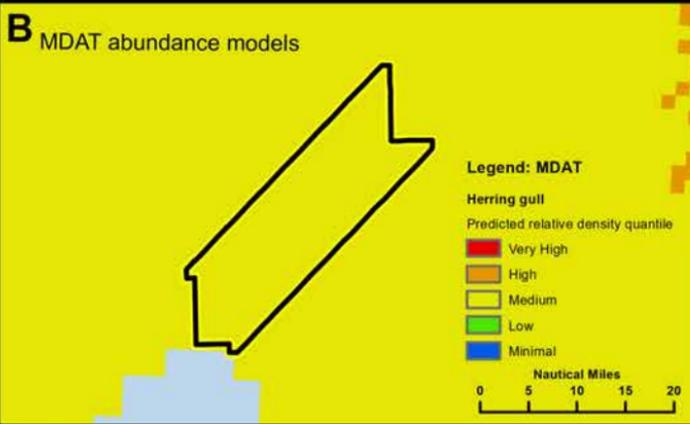 B MDAT abundance models
Legend: MDAT
Herring gull
Predicted relative density quantile
Very High
High
Medium
Low
Minimal
Nautical Miles
0 5 10 15 20